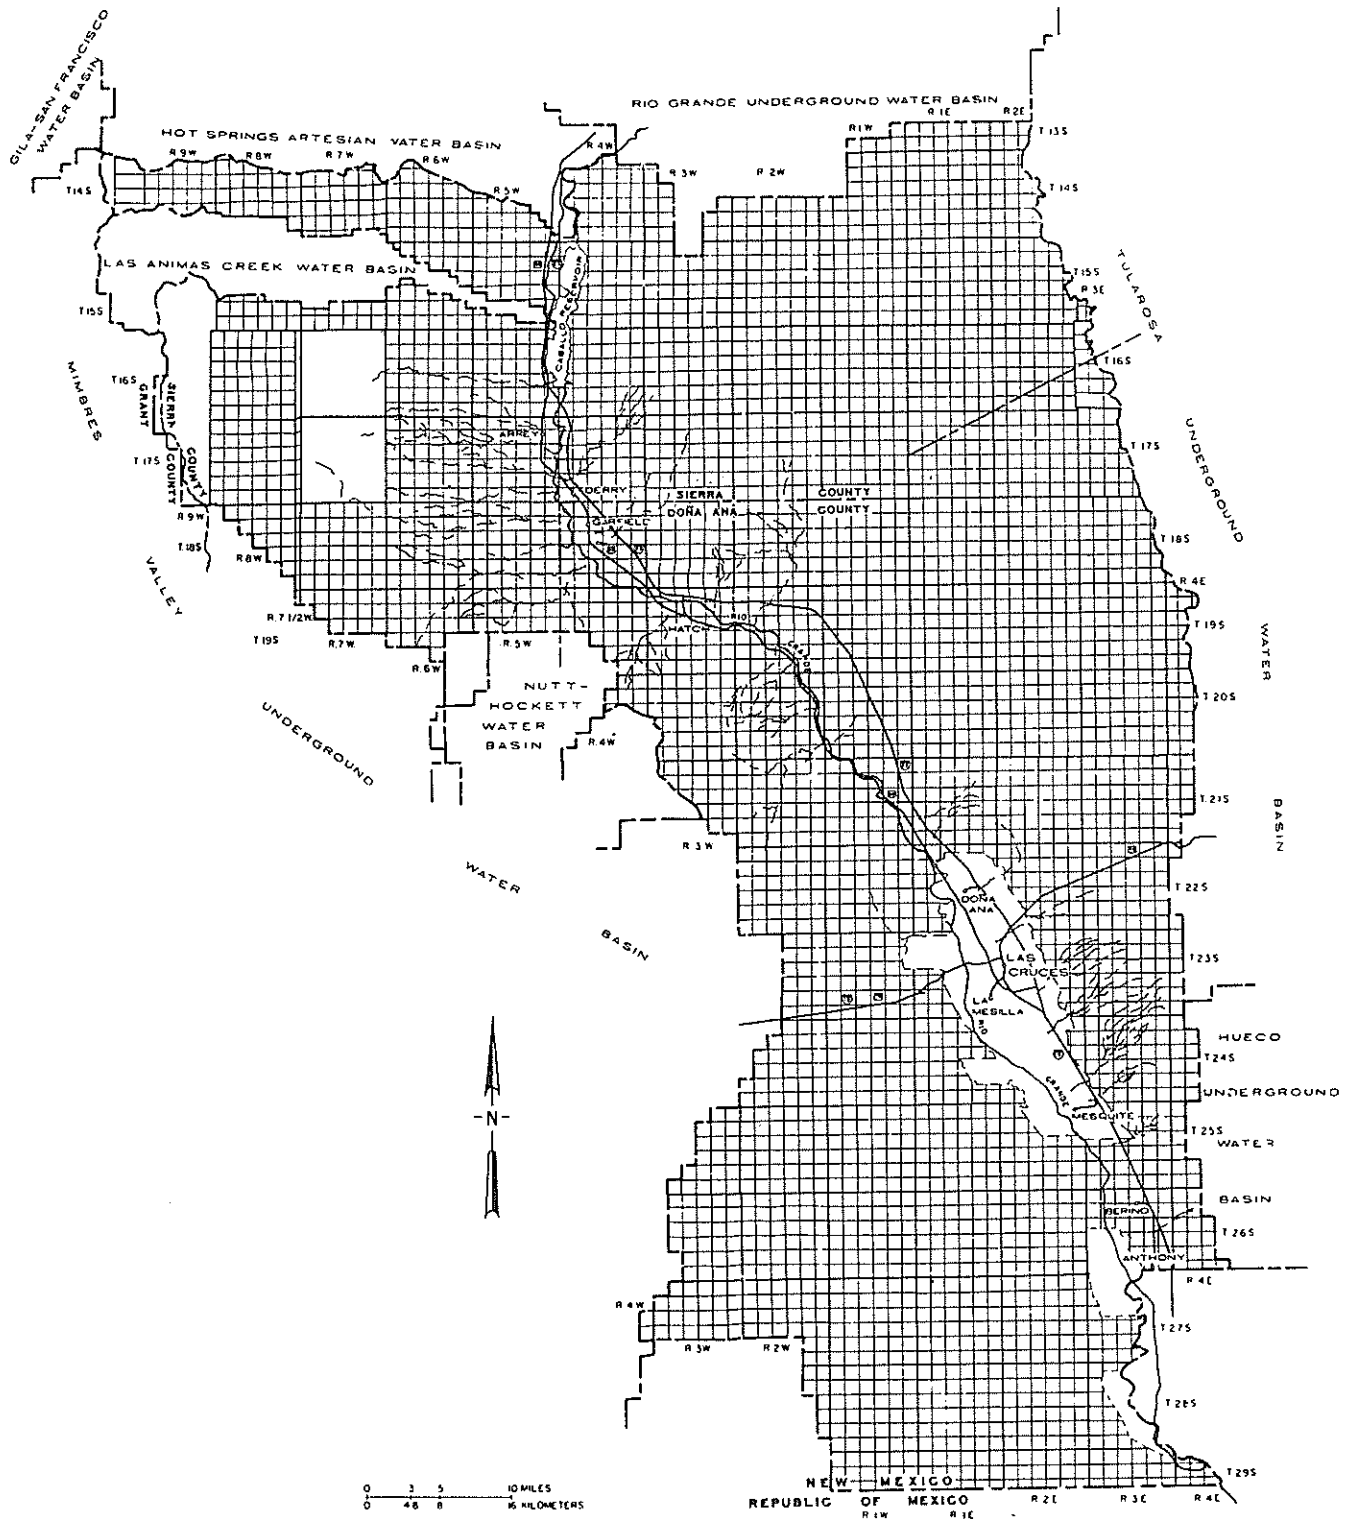 GILA-SAN FRANCISCO
WATER BASIN
RIO GRANDE UNDERGROUND WATER BASIN
R 1E
R 2E
R 1W
T 13S
HOT SPRINGS ARTESIAN WATER BASIN
R 4W
R 9W
R 8W
R 7W
R 6W
R 3W
R 2W
T 14S
R 5W
T 14S
LAS ANIMAS CREEK WATER BASIN
CABALLO RESERVOIR
T 15S
R 3E
T 15S
TULAROSA
T 16S
MIMBRES
T 16S
SIERRA
GRANT
COUNTY
COUNTY
ARREY
T 17S
T 17S
UNDERGROUND
DERRY
SIERRA COUNTY
DONA ANA COUNTY
R 9W
GARFIELD
T 18S
T 18S
R 8W
VALLEY
R 4E
R. 7 1/2 W
HATCH
RIO
GRANDE
T 19S
T 19S
R. 7W
R. 5W
WATER
R. 6W
NUTT-
HOCKETT
WATER
BASIN
T. 20S
UNDERGROUND
R. 4W
T. 21S
BASIN
R 3W
WATER
T 22S
DONA
ANA
BASIN
LAS
CRUCES
T 23S
LA
MESILLA
RIO
HUECO
T 24S
GRANDE
UNDERGROUND
MESQUITE
T 25S
WATER
-N-
BASIN
BERINO
T 26S
ANTHONY
R 4E
R 4W
T 27S
R 3W
R 2W
T 28S
T 29S
0 3 5 10 MILES
0 4.8 8 16 KILOMETERS
NEW MEXICO
REPUBLIC OF MEXICO
R 2E
R 3E
R 4E
R 1W
R 1E